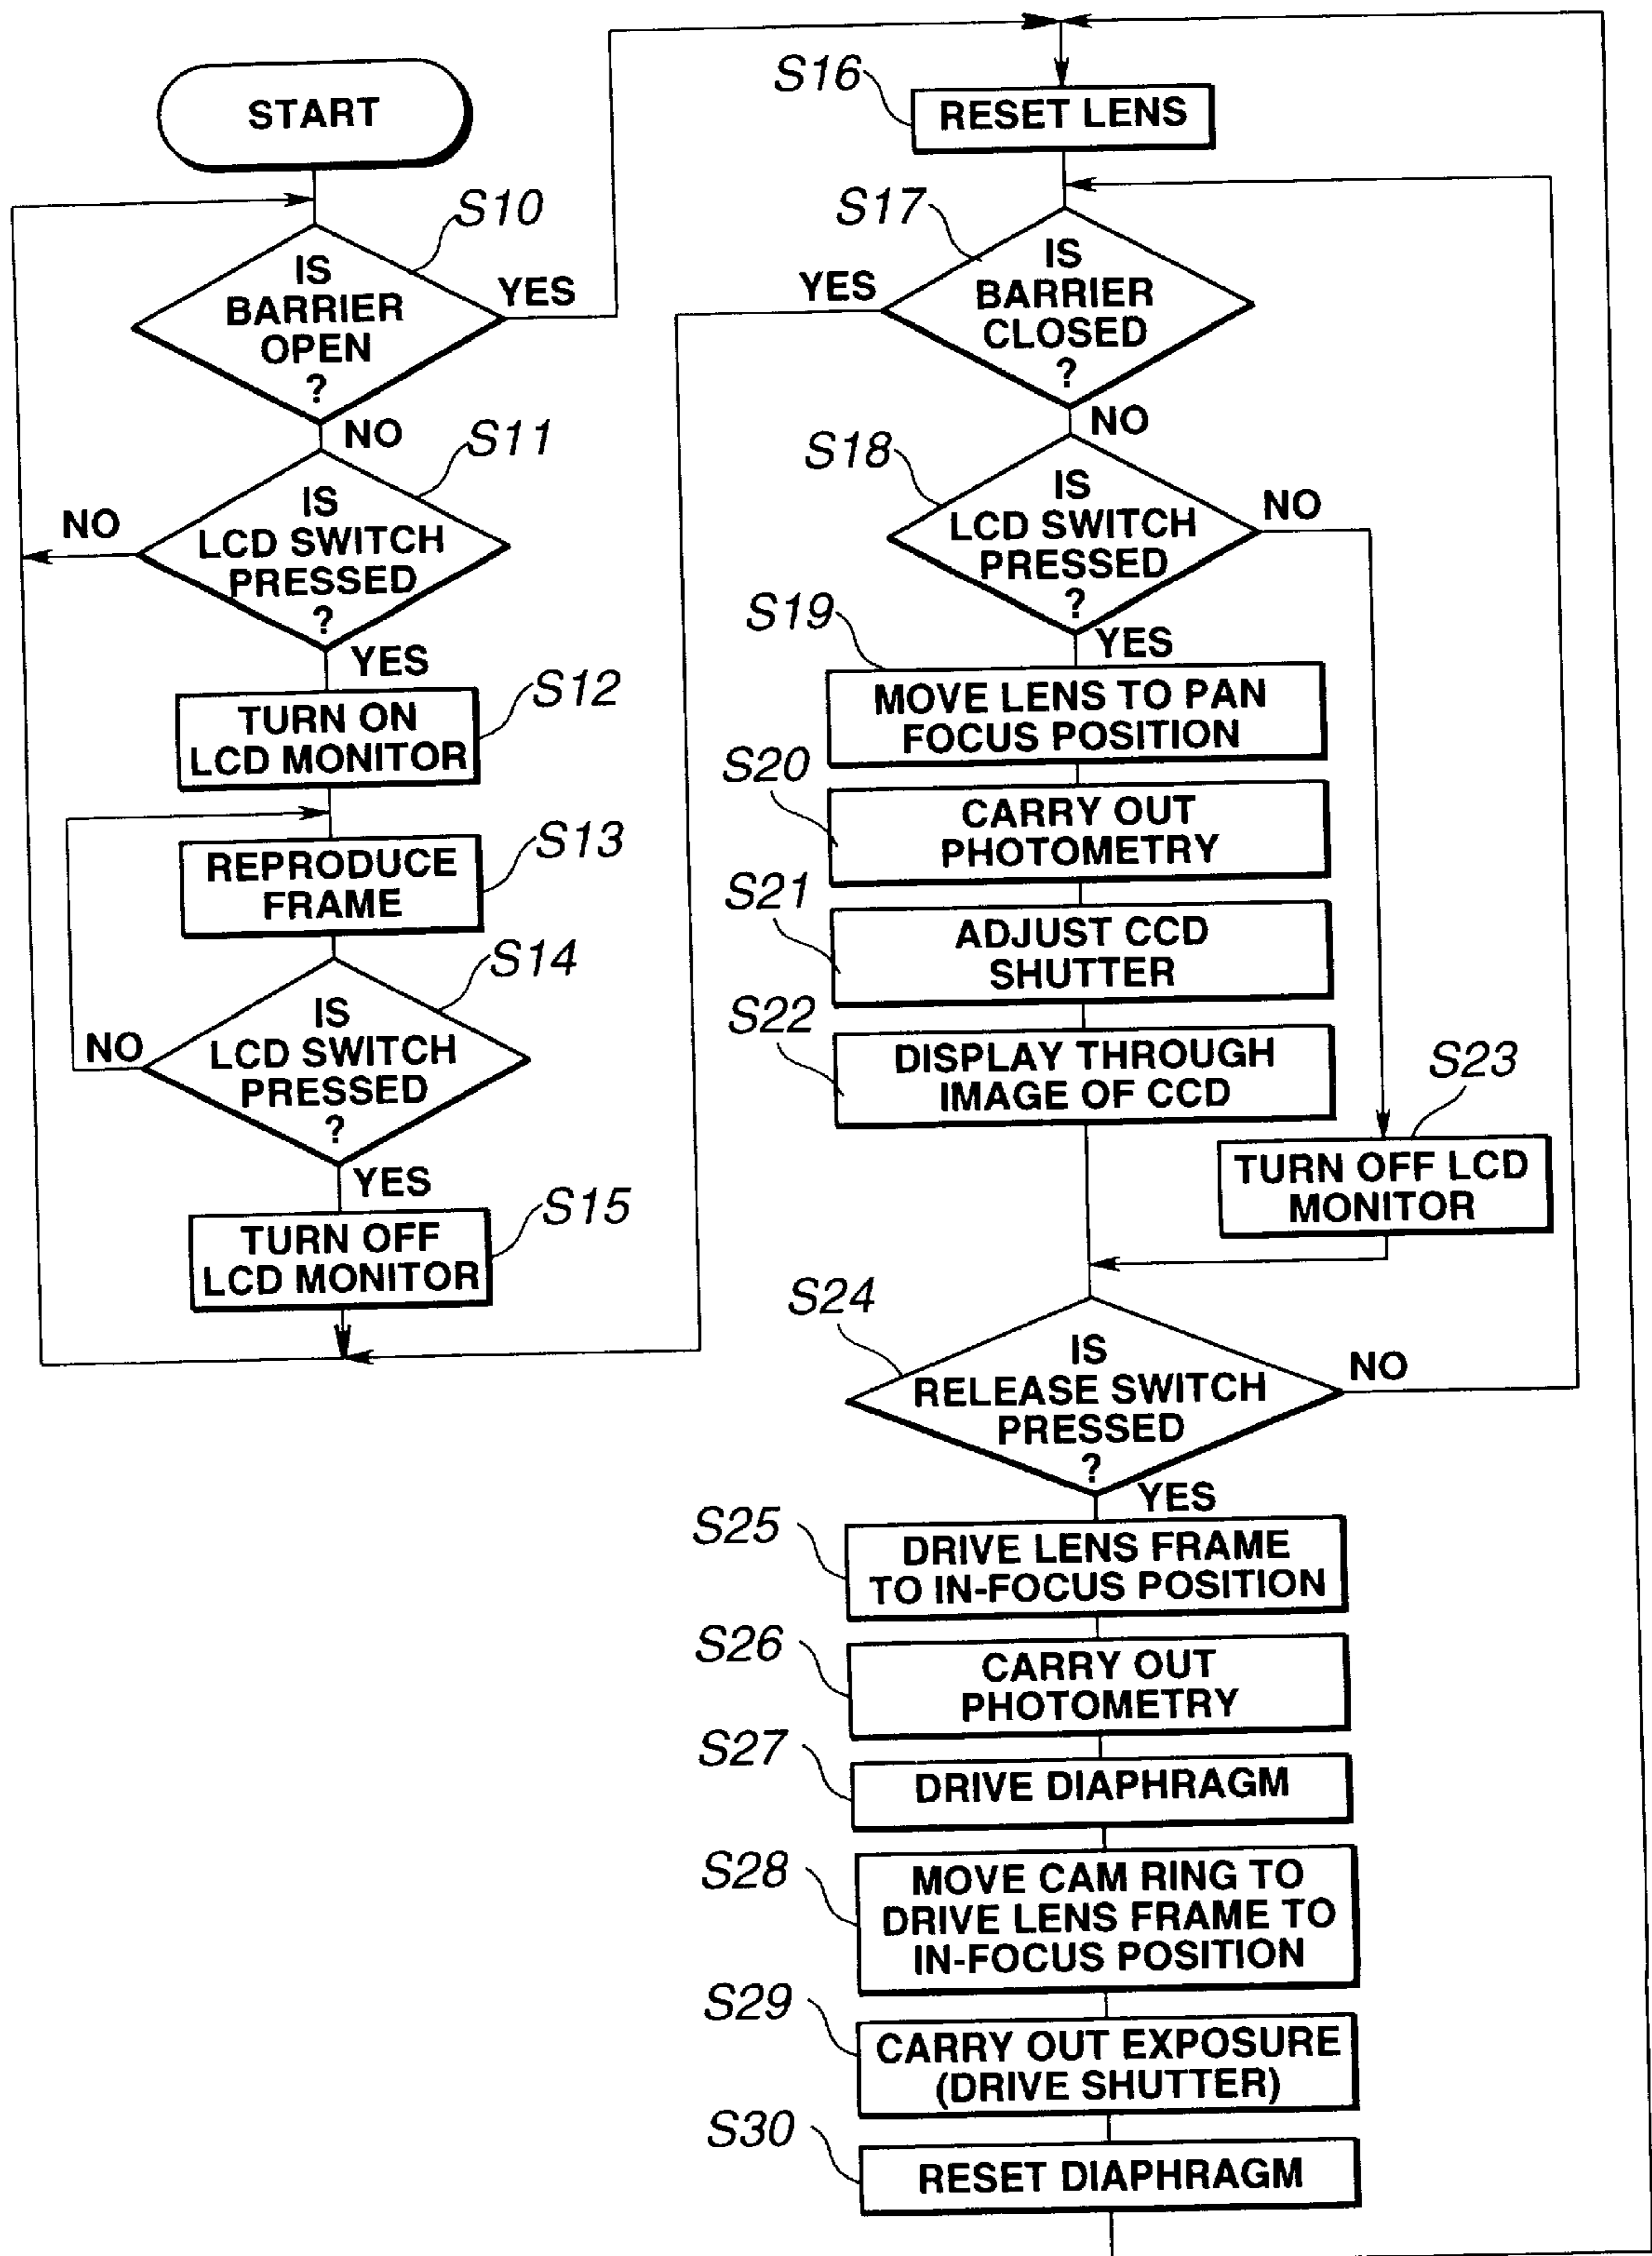 START
S10
IS
BARRIER
OPEN
?
YES
NO
S11
IS
LCD SWITCH
PRESSED
?
NO
YES
S12
TURN ON
LCD MONITOR
S13
REPRODUCE
FRAME
S14
IS
LCD SWITCH
PRESSED
?
NO
YES
S15
TURN OFF
LCD MONITOR
S16
RESET LENS
S17
IS
BARRIER
CLOSED
?
YES
NO
S18
IS
LCD SWITCH
PRESSED
?
NO
YES
S19
MOVE LENS TO PAN
FOCUS POSITION
S20
CARRY OUT
PHOTOMETRY
S21
ADJUST CCD
SHUTTER
S22
DISPLAY THROUGH
IMAGE OF CCD
S23
TURN OFF LCD
MONITOR
S24
IS
RELEASE SWITCH
PRESSED
?
NO
YES
S25
DRIVE LENS FRAME
TO IN-FOCUS POSITION
S26
CARRY OUT
PHOTOMETRY
S27
DRIVE DIAPHRAGM
S28
MOVE CAM RING TO
DRIVE LENS FRAME TO
IN-FOCUS POSITION
S29
CARRY OUT EXPOSURE
(DRIVE SHUTTER)
S30
RESET DIAPHRAGM